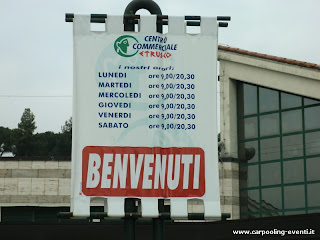 CENTRO
COMMERCIALE
ETRUSCO
i nostri orari:
LUNEDI ore 9,00/20,30
MARTEDI ore 9,00/20,30
MERCOLEDI ore 9,00/20,30
GIOVEDI ore 9,00/20,30
VENERDI ore 9,00/20,30
SABATO ore 9,00/20,30
BENVENUTI
www.carpooling-eventi.it